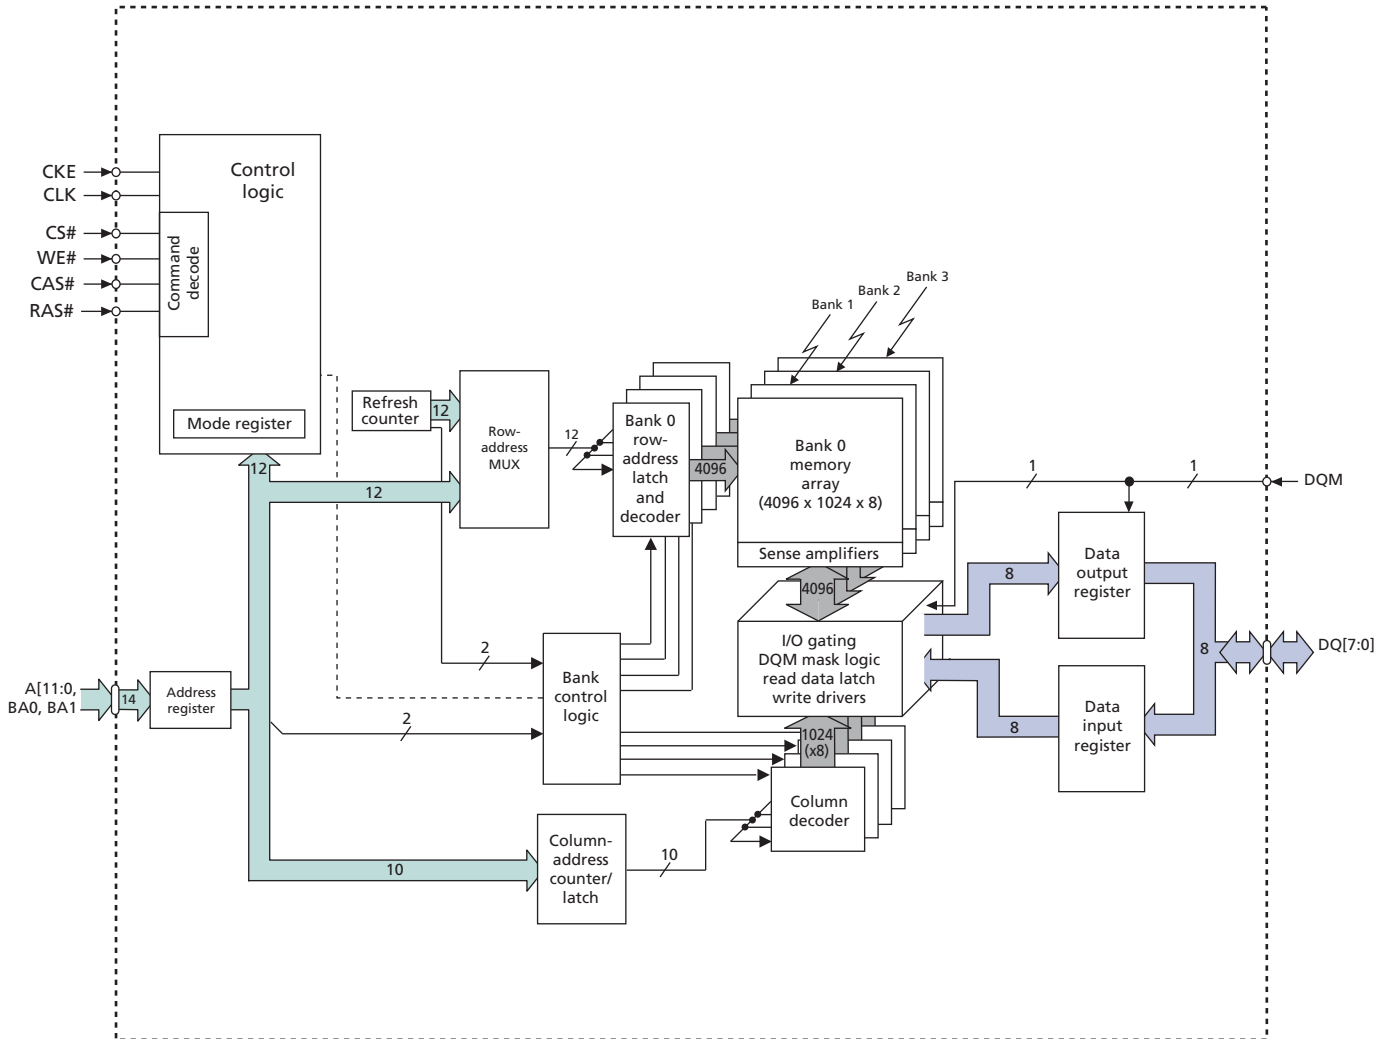 CKE
CLK
CS#
WE#
CAS#
RAS#
Control
logic
Command
decode
Mode register
Bank 1
Bank 2
Bank 3
Refresh
counter
12
Row-
address
MUX
12
Bank 0
row-
address
latch
and
decoder
4096
Bank 0
memory
array
(4096 x 1024 x 8)
Sense amplifiers
12
12
4096
1
1
DQM
Data
output
register
8
8
DQ[7:0]
I/O gating
DQM mask logic
read data latch
write drivers
Data
input
register
8
2
Bank
control
logic
2
A[11:0,
BA0, BA1
14
Address
register
1024
(x8)
Column
decoder
Column-
address
counter/
latch
10
10